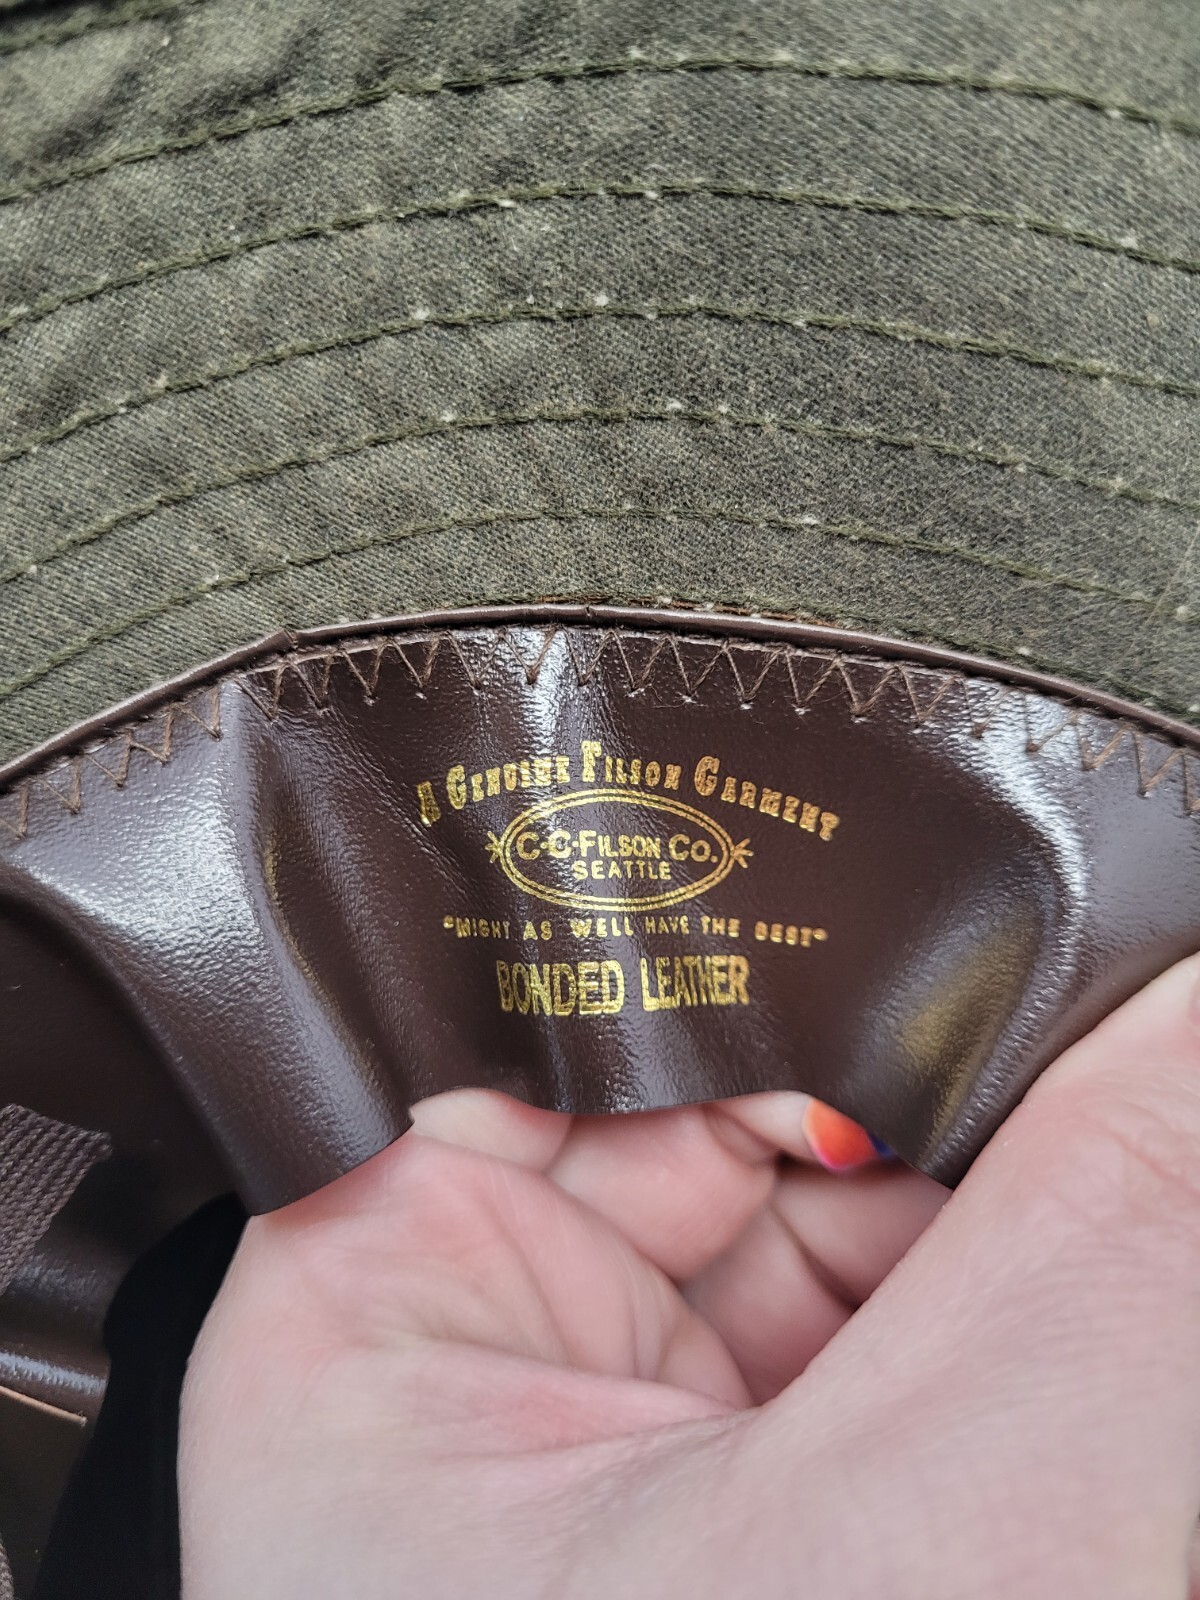 A GENUINE FILSON GARMENT
C·C·FILSON CO.
SEATTLE
"MIGHT AS WELL HAVE THE BEST"
BONDED LEATHER